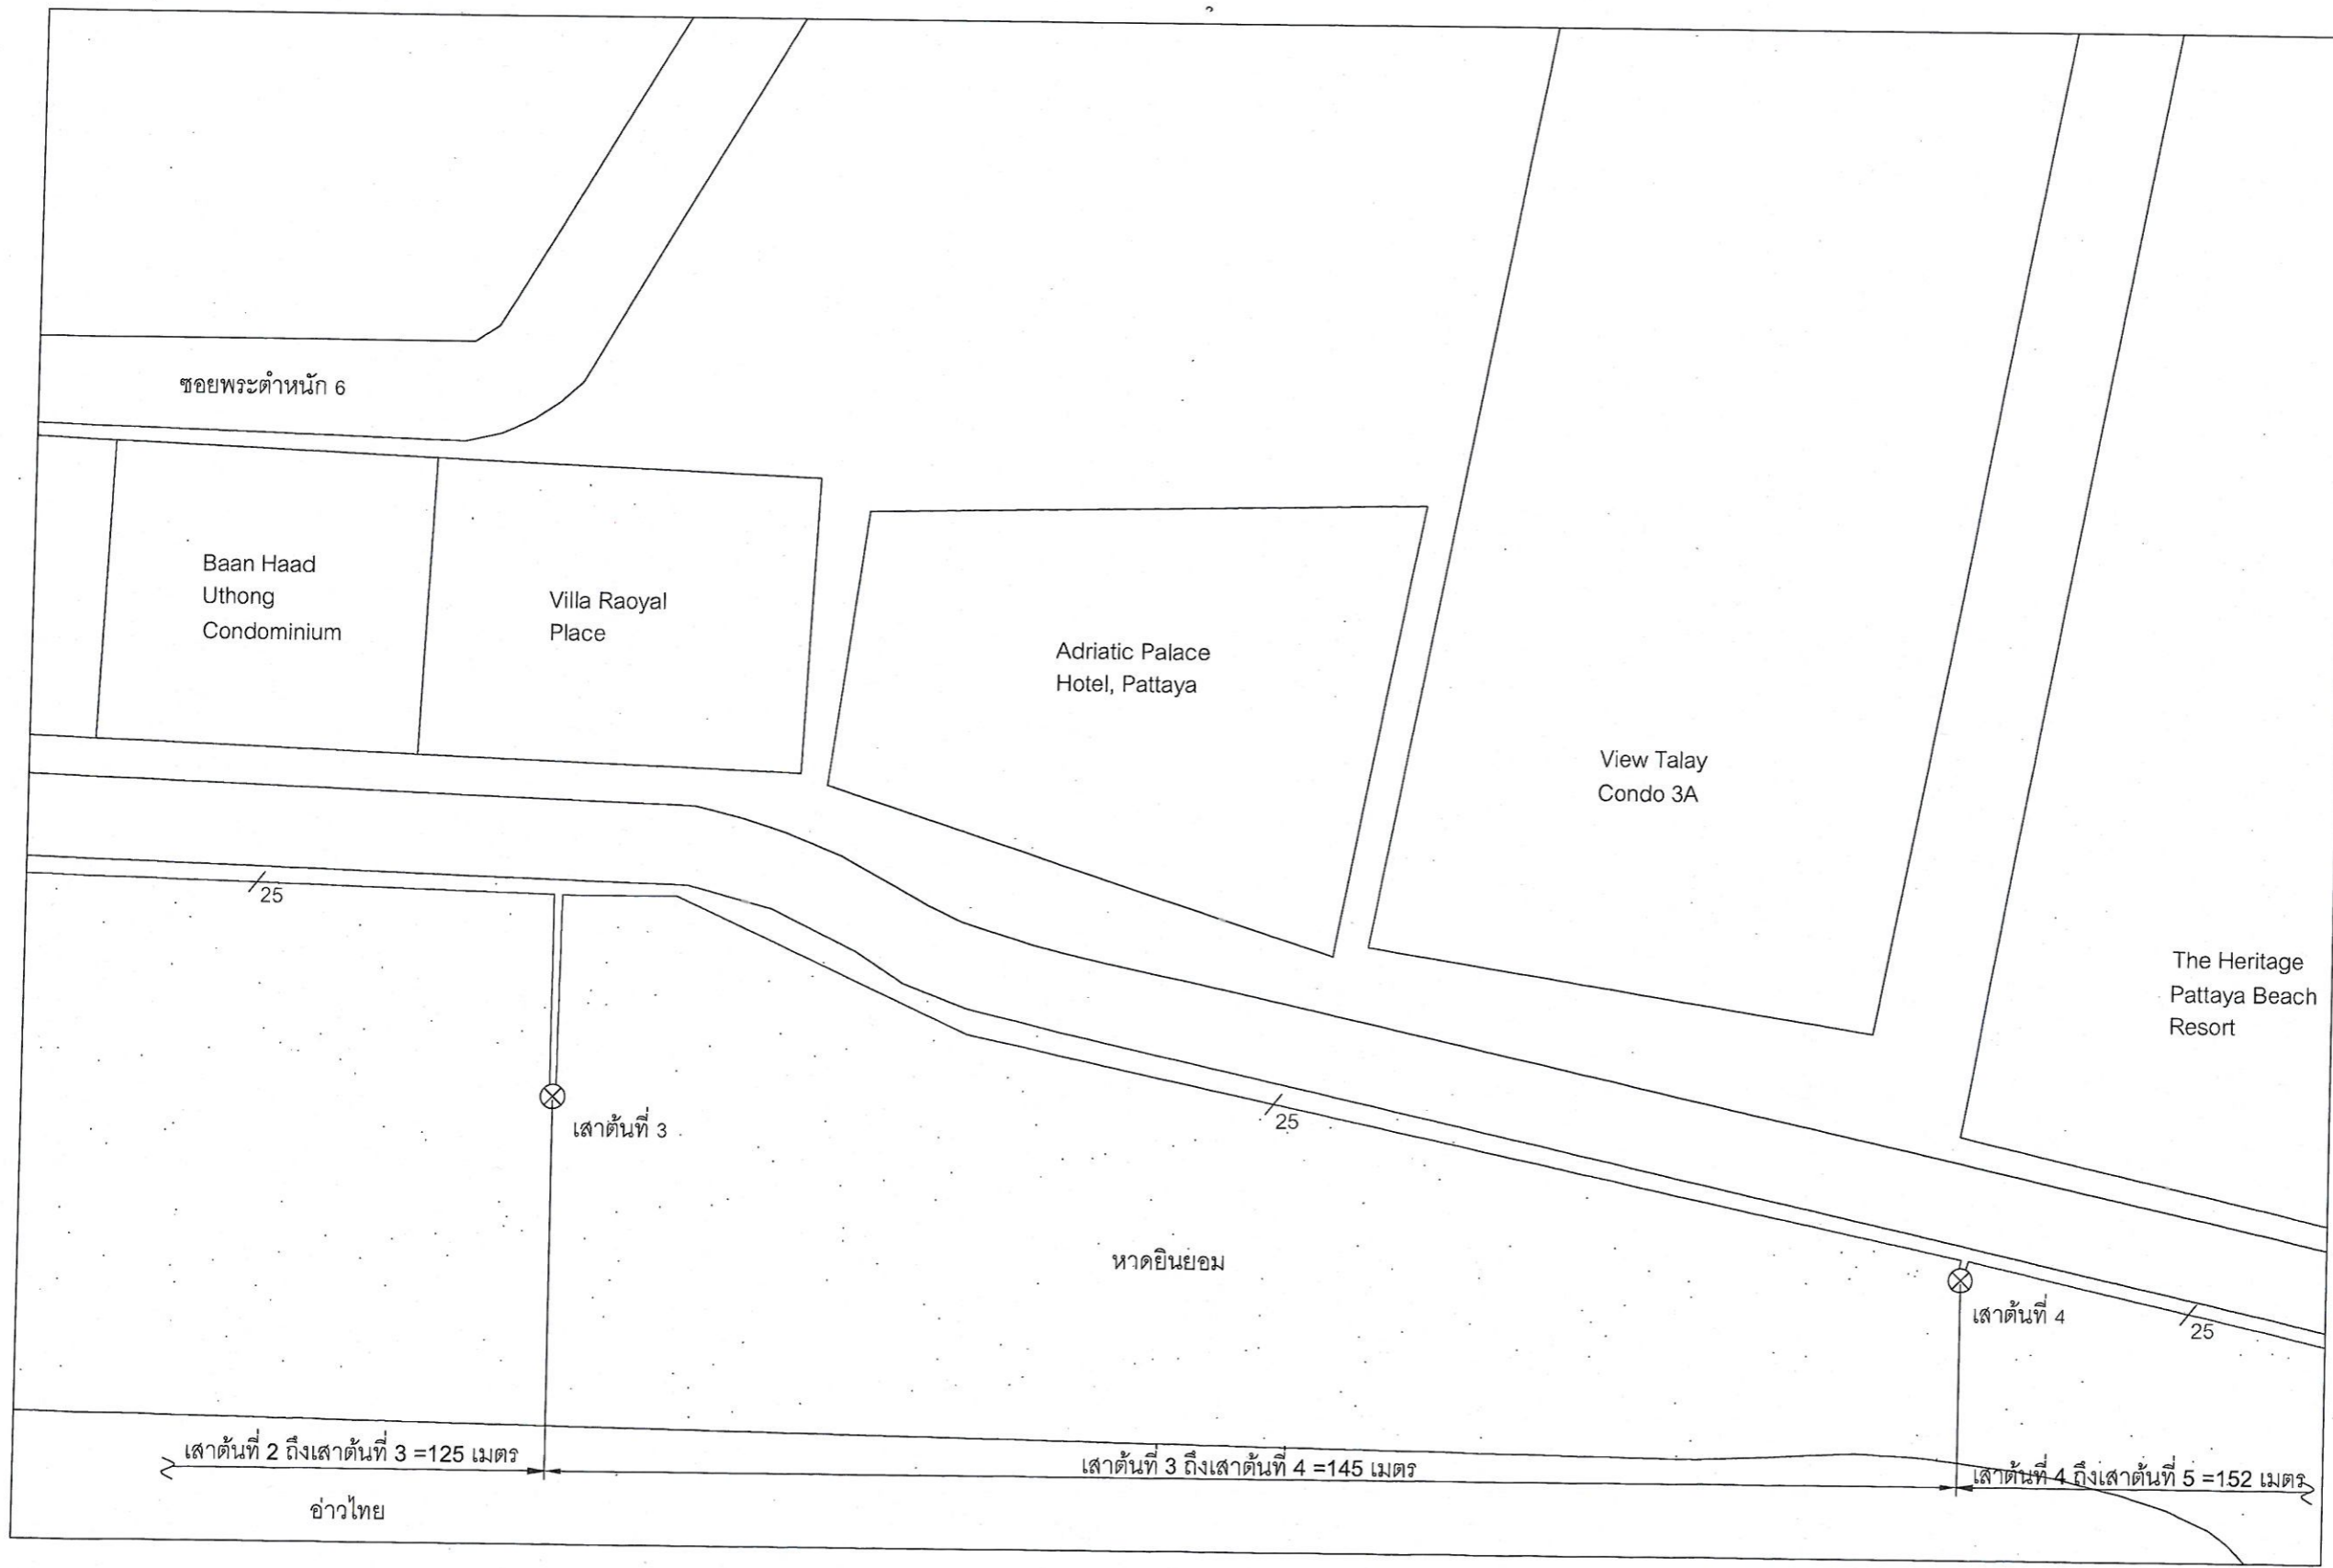 ซอยพระตำหนัก 6
Baan Haad
Uthong
Condominium
Villa Raoyal
Place
Adriatic Palace
Hotel, Pattaya
View Talay
Condo 3A
The Heritage
Pattaya Beach
Resort
25
เสาต้นที่ 3
25
หาดยินยอม
เสาต้นที่ 4
25
เสาต้นที่ 2 ถึงเสาต้นที่ 3 =125 เมตร
เสาต้นที่ 3 ถึงเสาต้นที่ 4 =145 เมตร
เสาต้นที่ 4 ถึงเสาต้นที่ 5 =152 เมตร
อ่าวไทย